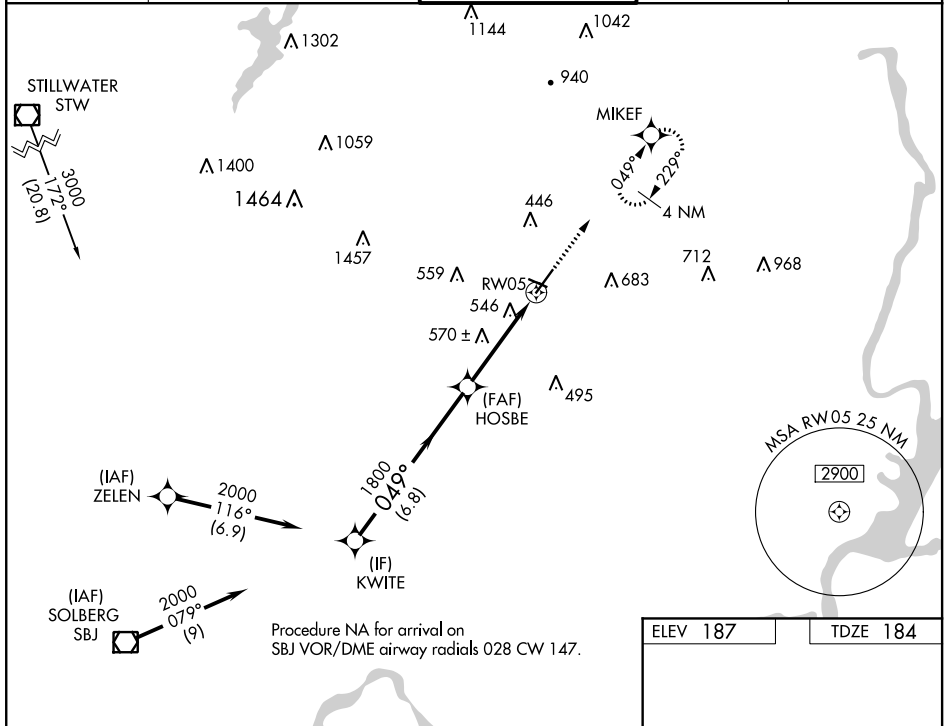 1144
1042
1302
940
STILLWATER
STW
MIKEF
1059
1400
3000
172°
(20.8)
049°
229°
1464
446
4 NM
1457
559
RW05
683
712
968
546
570 ±
(FAF)
HOSBE
495
MSA RW05 25 NM
2900
1800
049°
(6.8)
(IAF)
ZELEN
2000
116°
(6.9)
(IF)
KWITE
(IAF)
SOLBERG
SBJ
2000
079°
(9)
Procedure NA for arrival on
SBJ VOR/DME airway radials 028 CW 147.
ELEV 187
TDZE 184